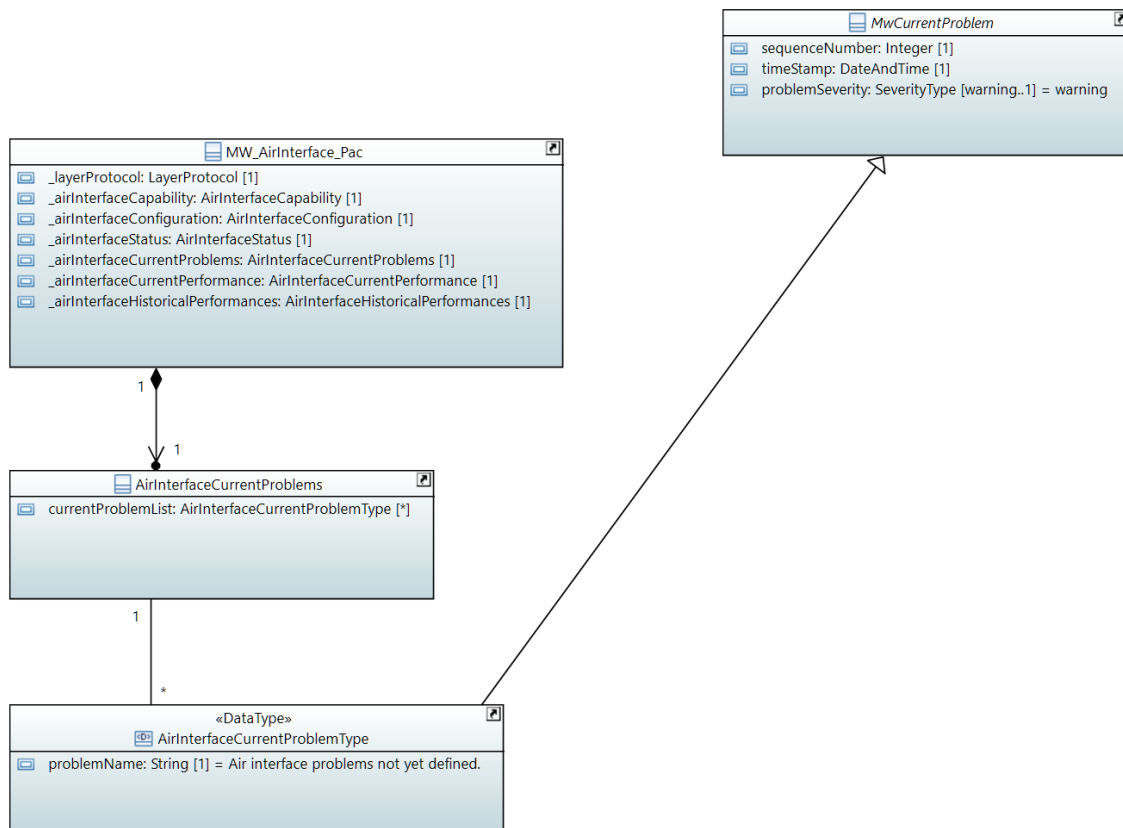 MwCurrentProblem
sequenceNumber: Integer [1]
timeStamp: DateAndTime [1]
problemSeverity: SeverityType [warning..1] = warning
MW_AirInterface_Pac
_layerProtocol: LayerProtocol [1]
_airInterfaceCapability: AirInterfaceCapability [1]
_airInterfaceConfiguration: AirInterfaceConfiguration [1]
_airInterfaceStatus: AirInterfaceStatus [1]
_airInterfaceCurrentProblems: AirInterfaceCurrentProblems [1]
_airInterfaceCurrentPerformance: AirInterfaceCurrentPerformance [1]
_airInterfaceHistoricalPerformances: AirInterfaceHistoricalPerformances [1]
1
1
AirInterfaceCurrentProblems
currentProblemList: AirInterfaceCurrentProblemType [*]
1
*
«DataType»
«D» AirInterfaceCurrentProblemType
problemName: String [1] = Air interface problems not yet defined.